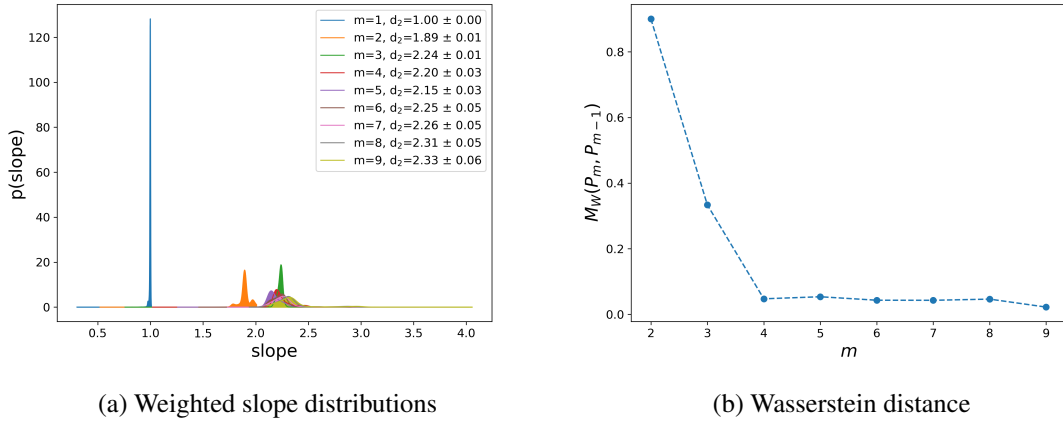 120
100
80
60
40
20
0
p(slope)
0.5 1.0 1.5 2.0 2.5 3.0 3.5 4.0
slope
m=1, d₂=1.00 ± 0.00
m=2, d₂=1.89 ± 0.01
m=3, d₂=2.24 ± 0.01
m=4, d₂=2.20 ± 0.03
m=5, d₂=2.15 ± 0.03
m=6, d₂=2.25 ± 0.05
m=7, d₂=2.26 ± 0.05
m=8, d₂=2.31 ± 0.05
m=9, d₂=2.33 ± 0.06
(a) Weighted slope distributions
0.8
0.6
0.4
0.2
0.0
M_W(P_m, P_{m−1})
2 3 4 5 6 7 8 9
m
(b) Wasserstein distance